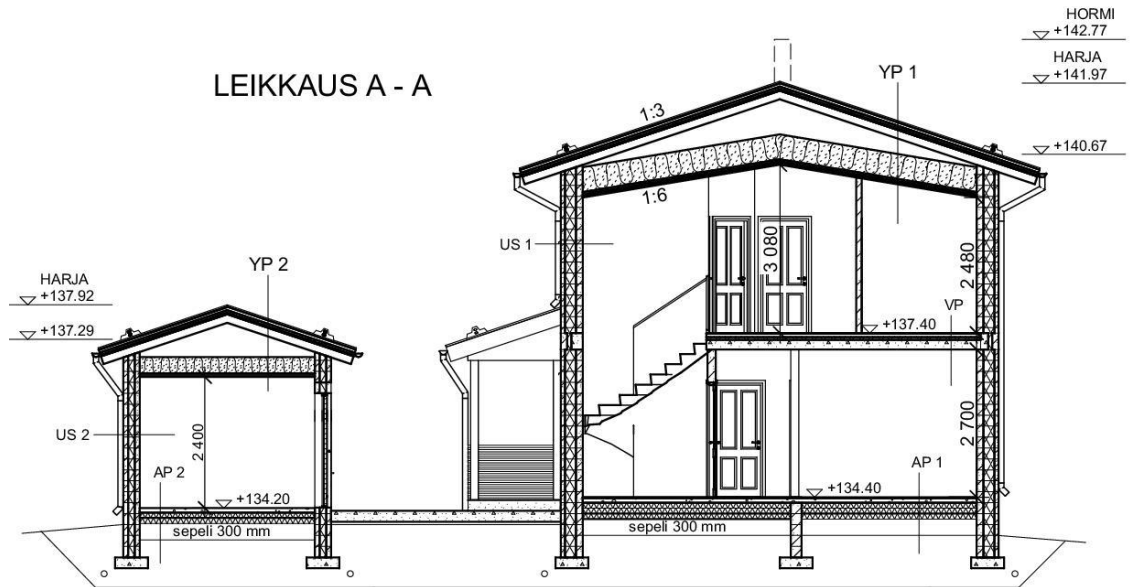 HORMI
+142.77
HARJA
+141.97
LEIKKAUS A - A
YP 1
1:3
+140.67
1:6
US 1
3 080
2 480
YP 2
HARJA
+137.92
VP
+137.29
+137.40
US 2
2 400
2 700
AP 2
AP 1
+134.20
+134.40
sepeli 300 mm
sepeli 300 mm